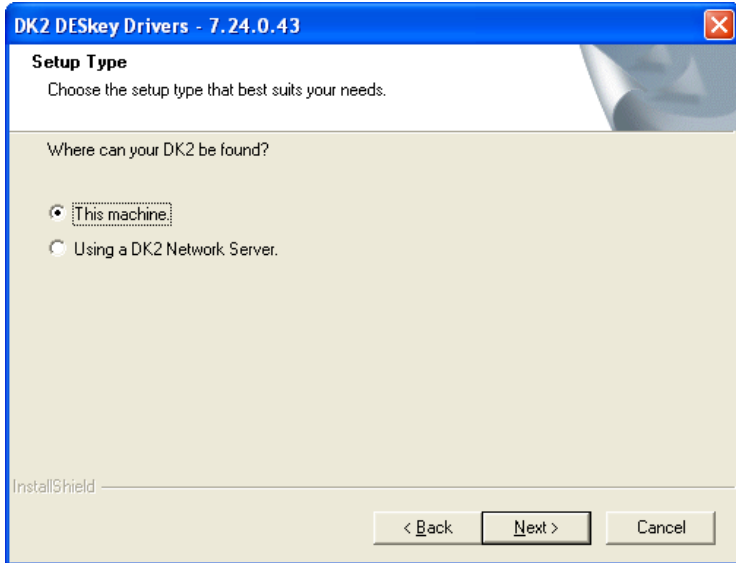 DK2 DESkey Drivers - 7.24.0.43
Setup Type
Choose the setup type that best suits your needs.
Where can your DK2 be found?
This machine.
Using a DK2 Network Server.
InstallShield
< Back Next > Cancel